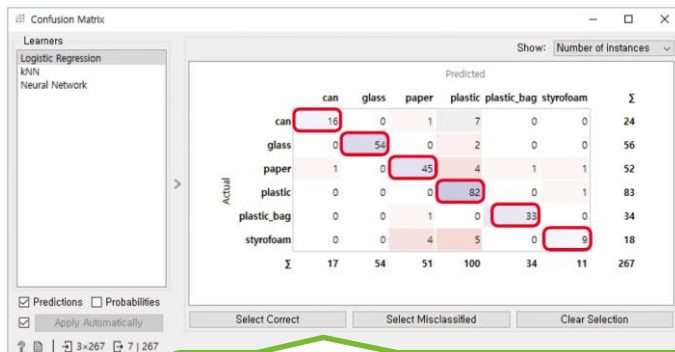 Confusion Matrix
Learners
Logistic Regression
kNN
Neural Network
Show: Number of instances
Predicted
can glass paper plastic plastic_bag styrofoam Σ
can 16 0 1 7 0 0 24
glass 0 54 0 2 0 0 56
paper 1 0 45 4 1 1 52
Actual
plastic 0 0 0 82 0 1 83
plastic_bag 0 0 1 0 33 0 34
styrofoam 0 0 4 5 0 9 18
Σ 17 54 51 100 34 11 267
Predictions Probabilities
Apply Automatically
Select Correct Select Misclassified Clear Selection
? 3×267 7 | 267